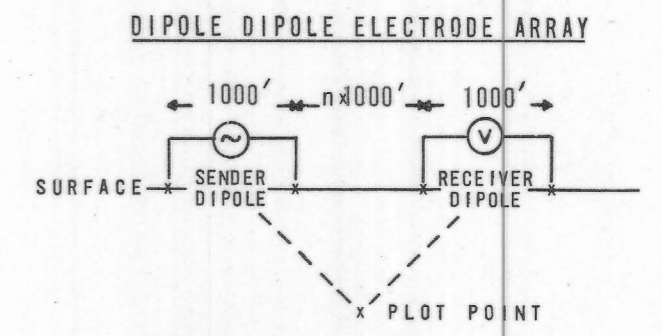 DIPOLE DIPOLE ELECTRODE ARRAY
1000' n x 1000' 1000'
~ V
SURFACE x SENDER x x RECEIVER x
DIPOLE DIPOLE
x PLOT POINT